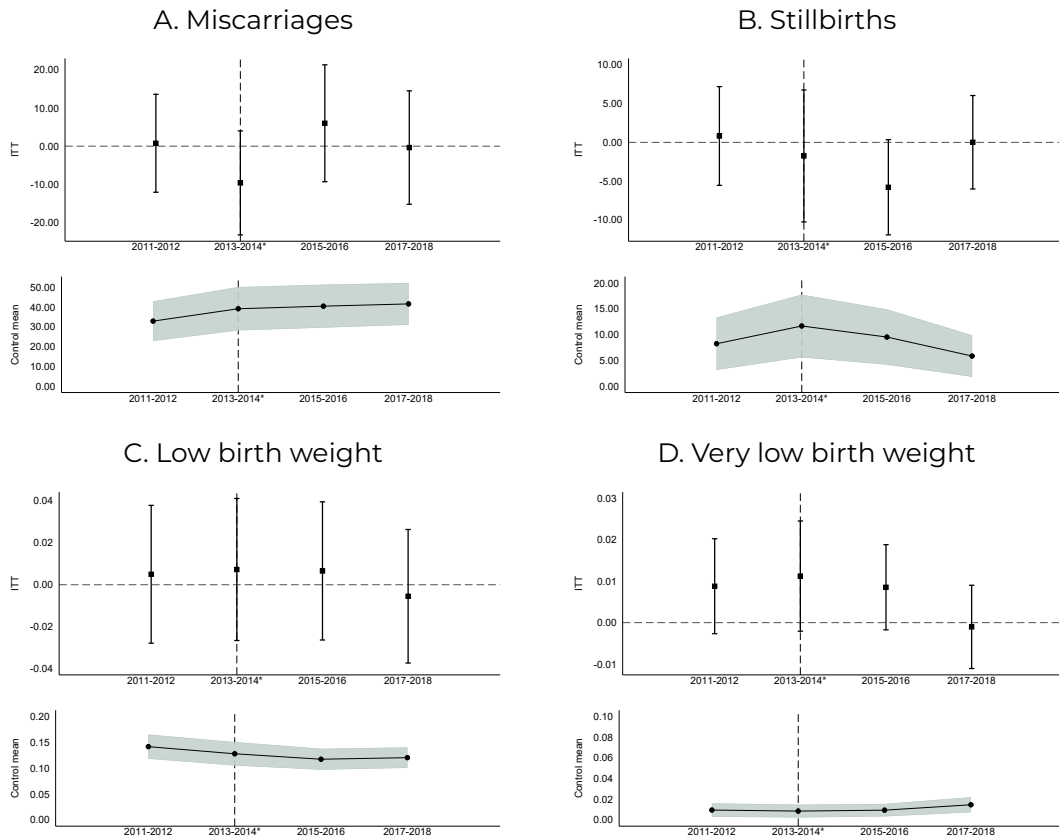 A. Miscarriages
20.00
10.00
0.00
-10.00
-20.00
ITT
2011-2012 2013-2014* 2015-2016 2017-2018
50.00
40.00
30.00
20.00
10.00
0.00
Control mean
2011-2012 2013-2014* 2015-2016 2017-2018
B. Stillbirths
10.00
5.00
0.00
-5.00
-10.00
ITT
2011-2012 2013-2014* 2015-2016 2017-2018
20.00
15.00
10.00
5.00
0.00
Control mean
2011-2012 2013-2014* 2015-2016 2017-2018
C. Low birth weight
0.04
0.02
0.00
-0.02
-0.04
ITT
2011-2012 2013-2014* 2015-2016 2017-2018
0.20
0.15
0.10
0.05
0.00
Control mean
2011-2012 2013-2014* 2015-2016 2017-2018
D. Very low birth weight
0.03
0.02
0.01
0.00
-0.01
ITT
2011-2012 2013-2014* 2015-2016 2017-2018
0.10
0.08
0.06
0.04
0.02
0.00
Control mean
2011-2012 2013-2014* 2015-2016 2017-2018